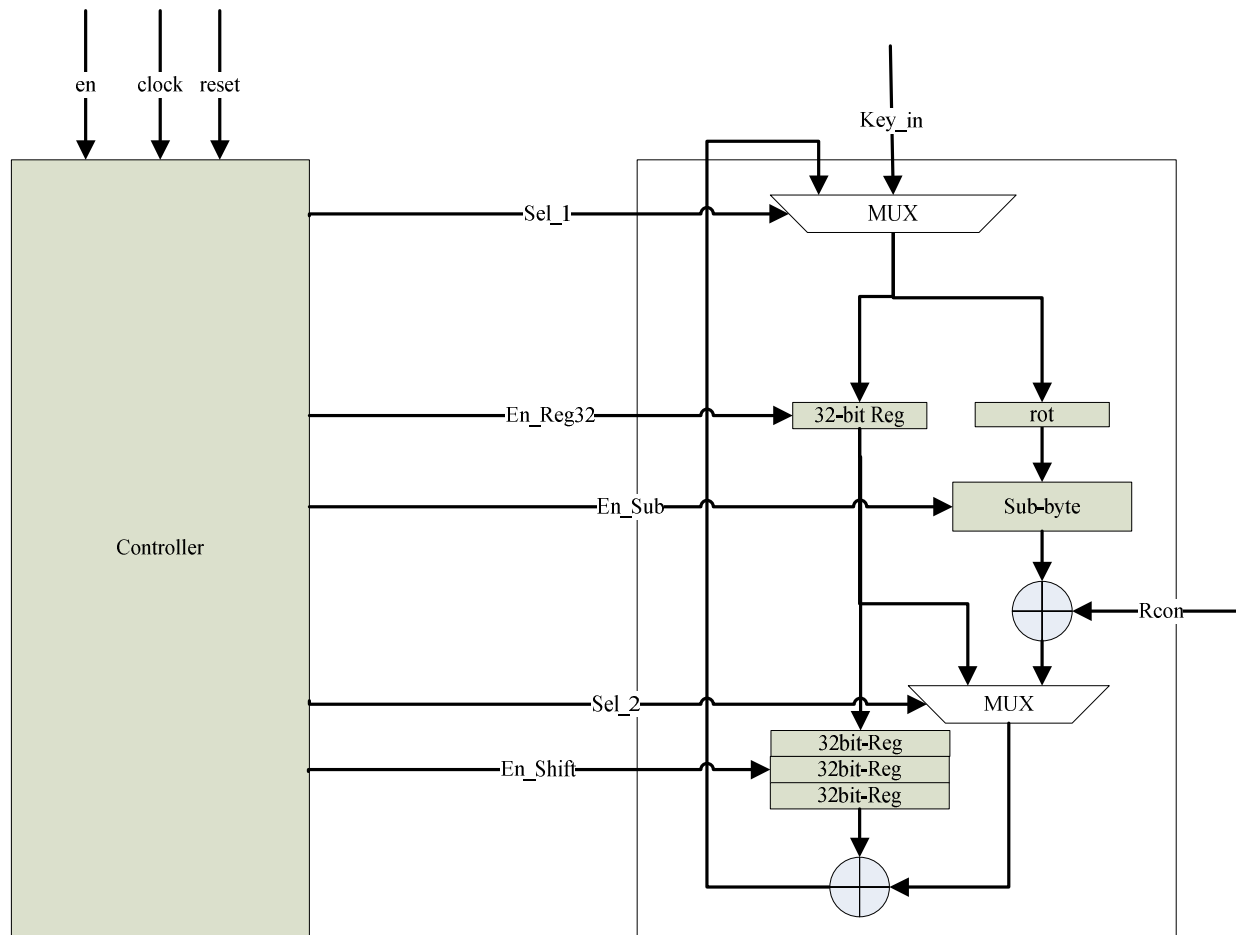 en
clock
reset
Key_in
Sel_1
MUX
En_Reg32
32-bit Reg
rot
En_Sub
Sub-byte
Controller
Rcon
Sel_2
MUX
32bit-Reg
En_Shift
32bit-Reg
32bit-Reg